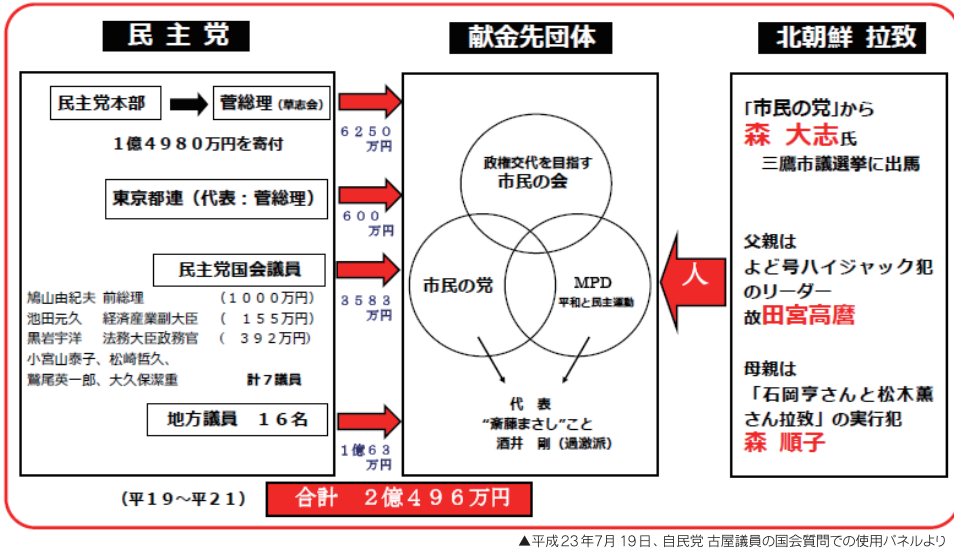 民主党
民主党本部
菅総理（草志会）
1億4980万円を寄付
6250
万円
東京都連（代表：菅総理）
600
万円
民主党国会議員
鳩山由紀夫 前総理 （1000万円）
池田元久 経済産業副大臣 （ 155万円）
黒岩宇洋 法務大臣政務官 （ 392万円）
小宮山泰子、松崎哲久、
鷲尾英一郎、大久保潔重 計7議員
3583
万円
地方議員 16名
1億63
万円
（平19～平21）
合計 2億496万円
献金先団体
政権交代を目指す
市民の会
市民の党
MPD
平和と民主運動
代 表
“斎藤まさし”こと
酒井 剛（過激派）
北朝鮮 拉致
「市民の党」から
森 大志氏
三鷹市議選挙に出馬
人
父親は
よど号ハイジャック犯
のリーダー
故田宮高麿
母親は
「石岡亨さんと松木薫
さん拉致」の実行犯
森 順子
▲平成23年7月19日、自民党 古屋議員の国会質問での使用パネルより